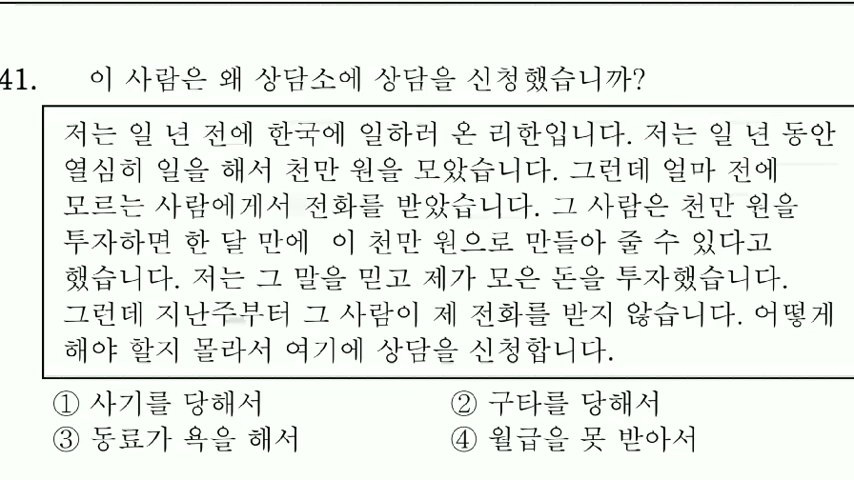 41. 이 사람은 왜 상담소에 상담을 신청했습니까?
저는 일 년 전에 한국에 일하러 온 리한입니다. 저는 일 년 동안
열심히 일을 해서 천만 원을 모았습니다. 그런데 얼마 전에
모르는 사람에게서 전화를 받았습니다. 그 사람은 천만 원을
투자하면 한 달 만에 이 천만 원으로 만들아 줄 수 있다고
했습니다. 저는 그 말을 믿고 제가 모은 돈을 투자했습니다.
그런데 지난주부터 그 사람이 제 전화를 받지 않습니다. 어떻게
해야 할지 몰라서 여기에 상담을 신청합니다.
① 사기를 당해서 ② 구타를 당해서
③ 동료가 욕을 해서 ④ 월급을 못 받아서